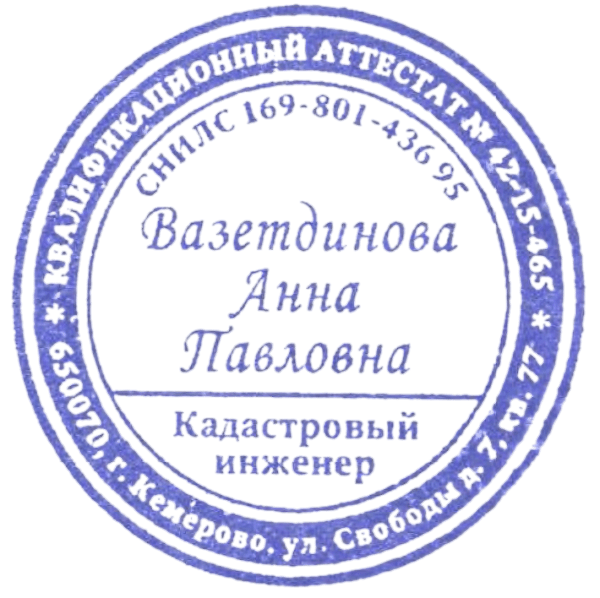 КВАЛИФИКАЦИОННЫЙ АТТЕСТАТ № 42-15-465
СНИЛС 169-801-436 95
Вазетдинова
Анна
Павловна
Кадастровый
инженер
* 650070, г. Кемерово, ул. Свободы д. 7, кв. 77 *